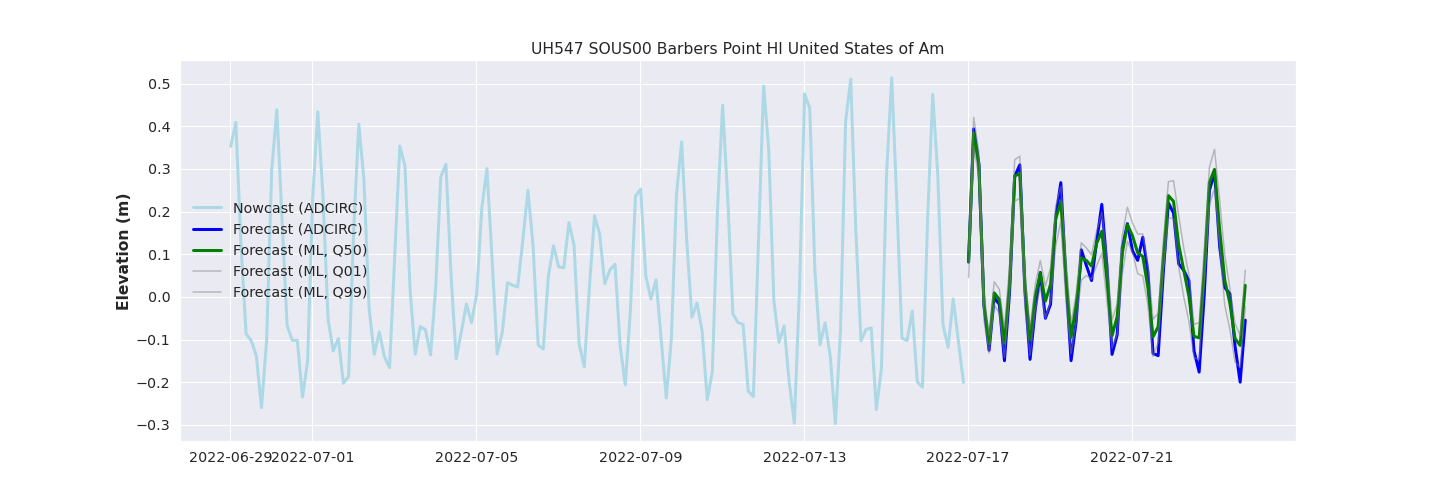 UH547 SOUS00 Barbers Point HI United States of Am
Elevation (m)
0.5
0.4
0.3
0.2
0.1
0.0
−0.1
−0.2
−0.3
Nowcast (ADCIRC)
Forecast (ADCIRC)
Forecast (ML, Q50)
Forecast (ML, Q01)
Forecast (ML, Q99)
2022-06-29 2022-07-01 2022-07-05 2022-07-09 2022-07-13 2022-07-17 2022-07-21